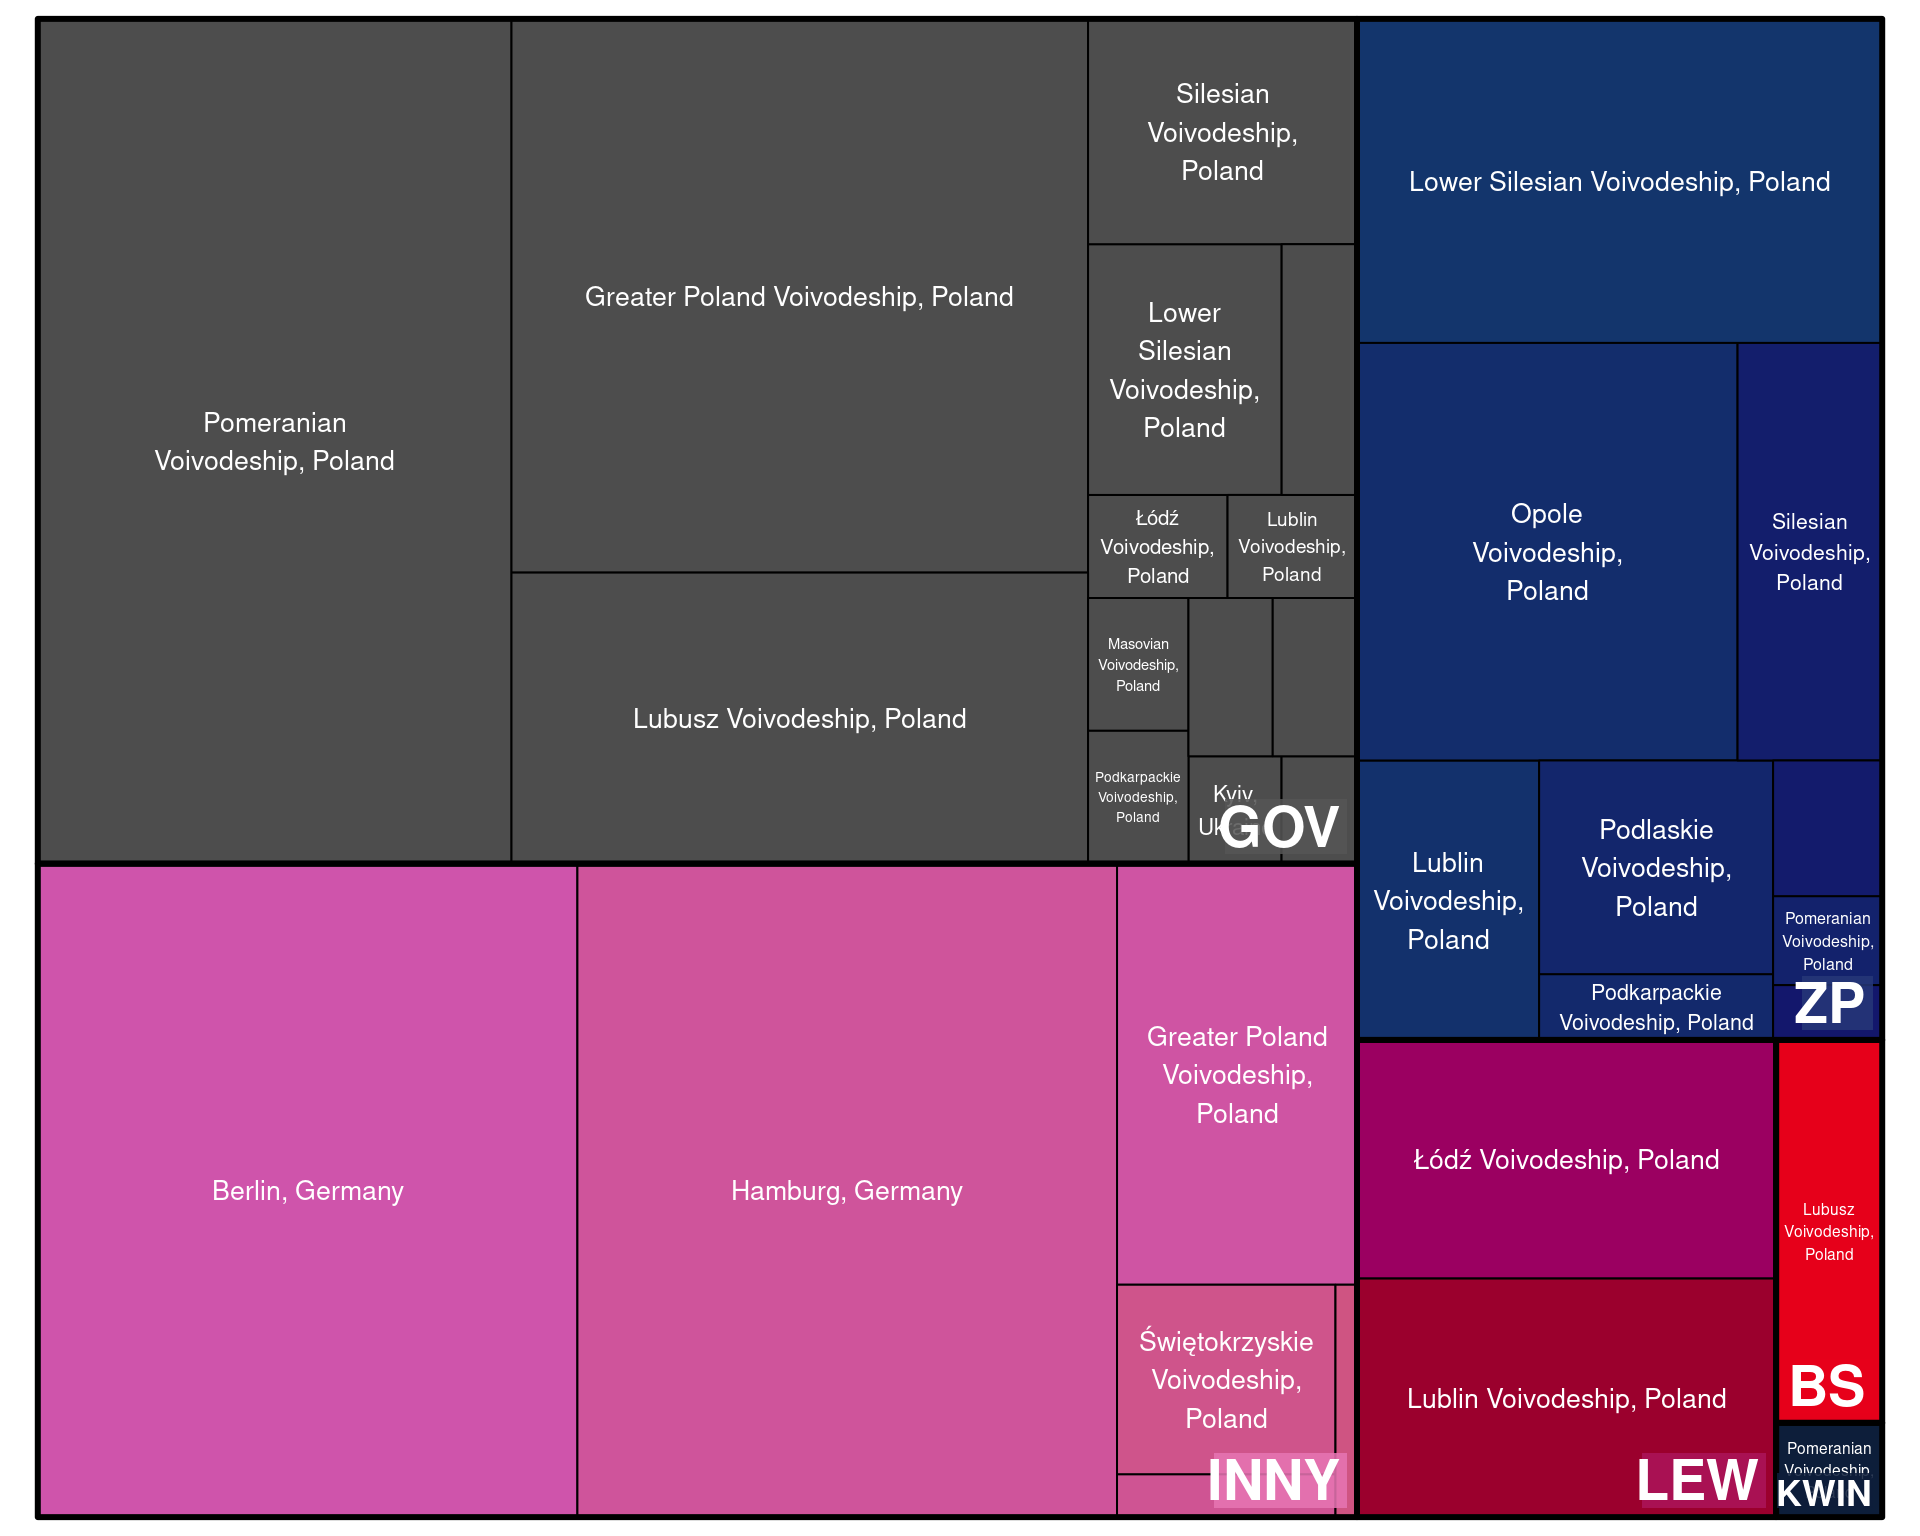 Pomeranian
Voivodeship, Poland
Greater Poland Voivodeship, Poland
Lubusz Voivodeship, Poland
Silesian
Voivodeship,
Poland
Lower
Silesian
Voivodeship,
Poland
Łódź
Voivodeship,
Poland
Lublin
Voivodeship,
Poland
Masovian
Voivodeship,
Poland
Podkarpackie
Voivodeship,
Poland
Kyiv,
GOV
Lower Silesian Voivodeship, Poland
Opole
Voivodeship,
Poland
Silesian
Voivodeship,
Poland
Lublin
Voivodeship,
Poland
Podlaskie
Voivodeship,
Poland
Podkarpackie
Voivodeship, Poland
Pomeranian
Voivodeship,
Poland
ZP
Berlin, Germany
Hamburg, Germany
Greater Poland
Voivodeship,
Poland
Świętokrzyskie
Voivodeship,
Poland
INNY
Łódź Voivodeship, Poland
Lublin Voivodeship, Poland
LEW
Lubusz
Voivodeship,
Poland
BS
Pomeranian
Voivodeship,
KWIN